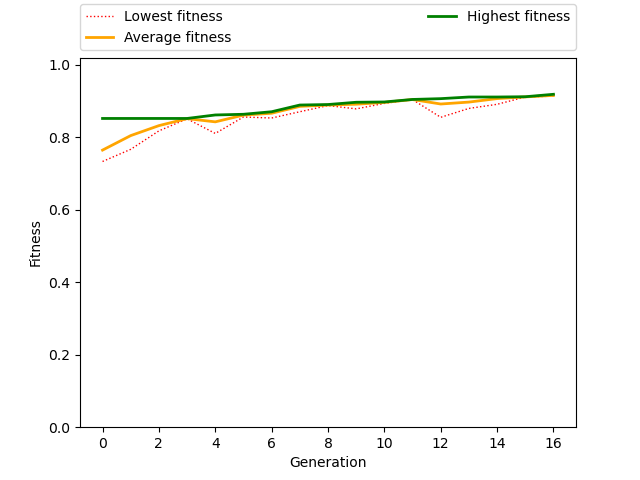 Lowest fitness
Average fitness
Highest fitness
1.0
0.8
0.6
0.4
0.2
0.0
Fitness
0 2 4 6 8 10 12 14 16
Generation